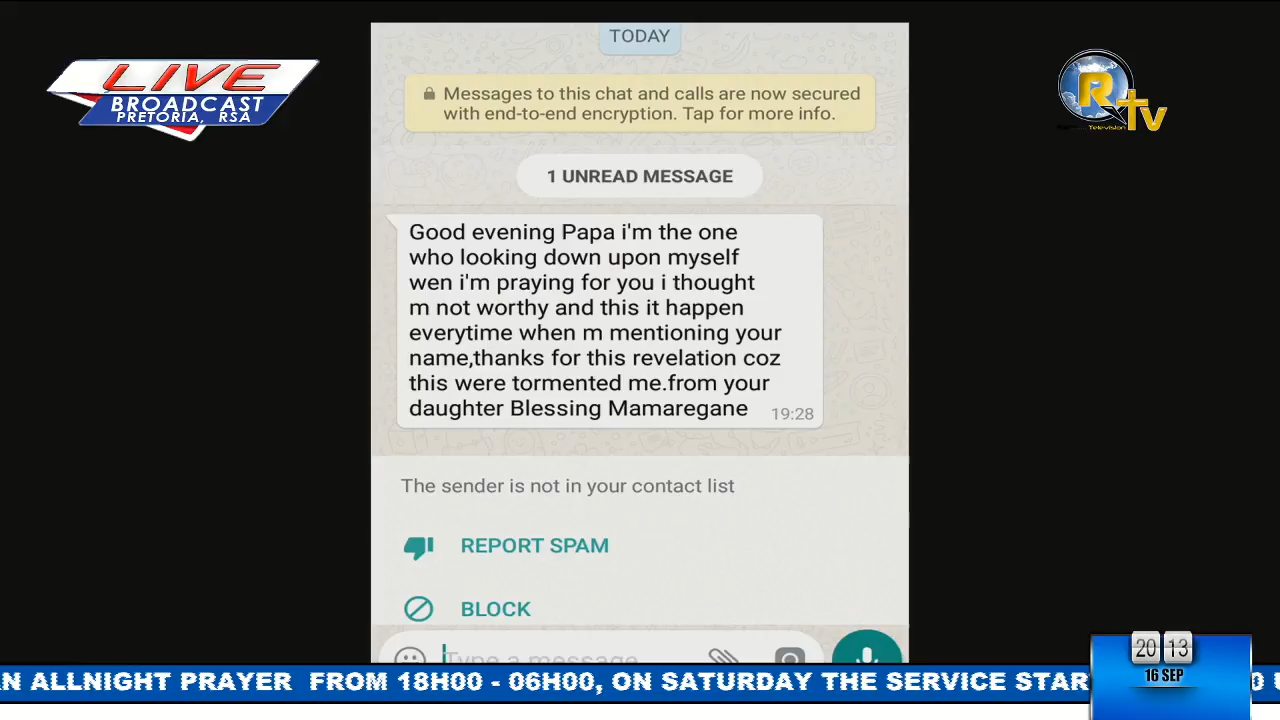 TODAY
LIVE
BROADCAST
PRETORIA, RSA
R
tv
Television
Messages to this chat and calls are now secured
with end-to-end encryption. Tap for more info.
1 UNREAD MESSAGE
Good evening Papa i'm the one
who looking down upon myself
wen i'm praying for you i thought
m not worthy and this it happen
everytime when m mentioning your
name,thanks for this revelation coz
this were tormented me.from your
daughter Blessing Mamaregane
19:28
The sender is not in your contact list
REPORT SPAM
BLOCK
Type a message
20 13
16 SEP
N ALLNIGHT PRAYER FROM 18H00 - 06H00, ON SATURDAY THE SERVICE STAR